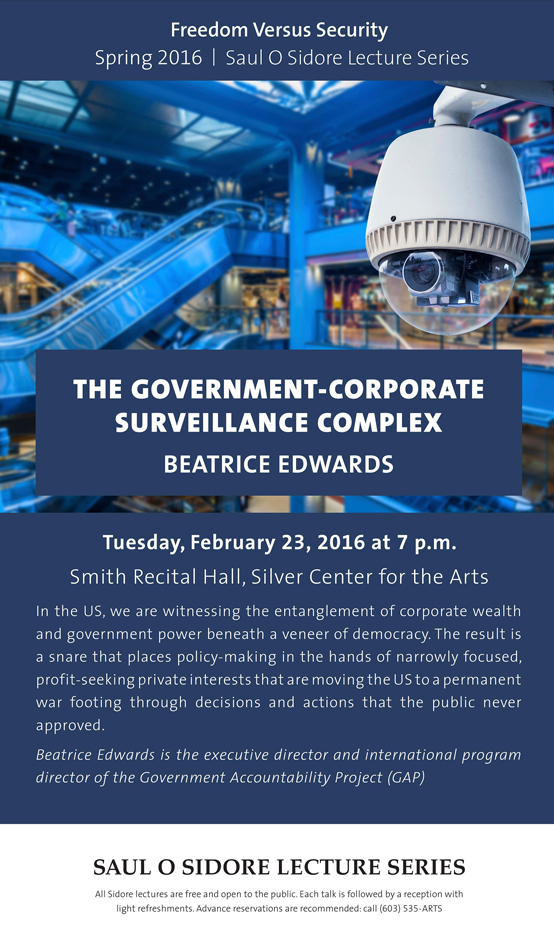 Freedom Versus Security
Spring 2016 | Saul O Sidore Lecture Series
THE GOVERNMENT-CORPORATE
SURVEILLANCE COMPLEX
BEATRICE EDWARDS
Tuesday, February 23, 2016 at 7 p.m.
Smith Recital Hall, Silver Center for the Arts
In the US, we are witnessing the entanglement of corporate wealth
and government power beneath a veneer of democracy. The result is
a snare that places policy-making in the hands of narrowly focused,
profit-seeking private interests that are moving the US to a permanent
war footing through decisions and actions that the public never
approved.
Beatrice Edwards is the executive director and international program
director of the Government Accountability Project (GAP)
SAUL O SIDORE LECTURE SERIES
All Sidore lectures are free and open to the public. Each talk is followed by a reception with
light refreshments. Advance reservations are recommended: call (603) 535-ARTS